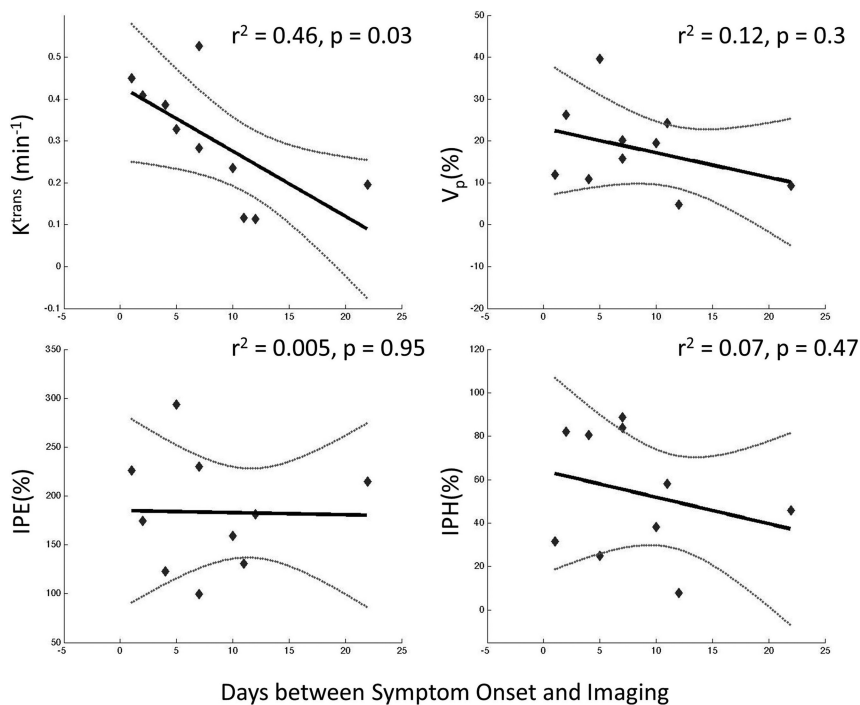 r² = 0.46, p = 0.03
K^trans (min⁻¹)
0.5
0.4
0.3
0.2
0.1
0
-0.1
-5 0 5 10 15 20 25
r² = 0.12, p = 0.3
Vₚ(%)
50
40
30
20
10
0
-10
-20
-5 0 5 10 15 20 25
r² = 0.005, p = 0.95
IPE(%)
350
300
250
200
150
100
50
-5 0 5 10 15 20 25
r² = 0.07, p = 0.47
IPH(%)
120
100
80
60
40
20
0
-5 0 5 10 15 20 25
Days between Symptom Onset and Imaging